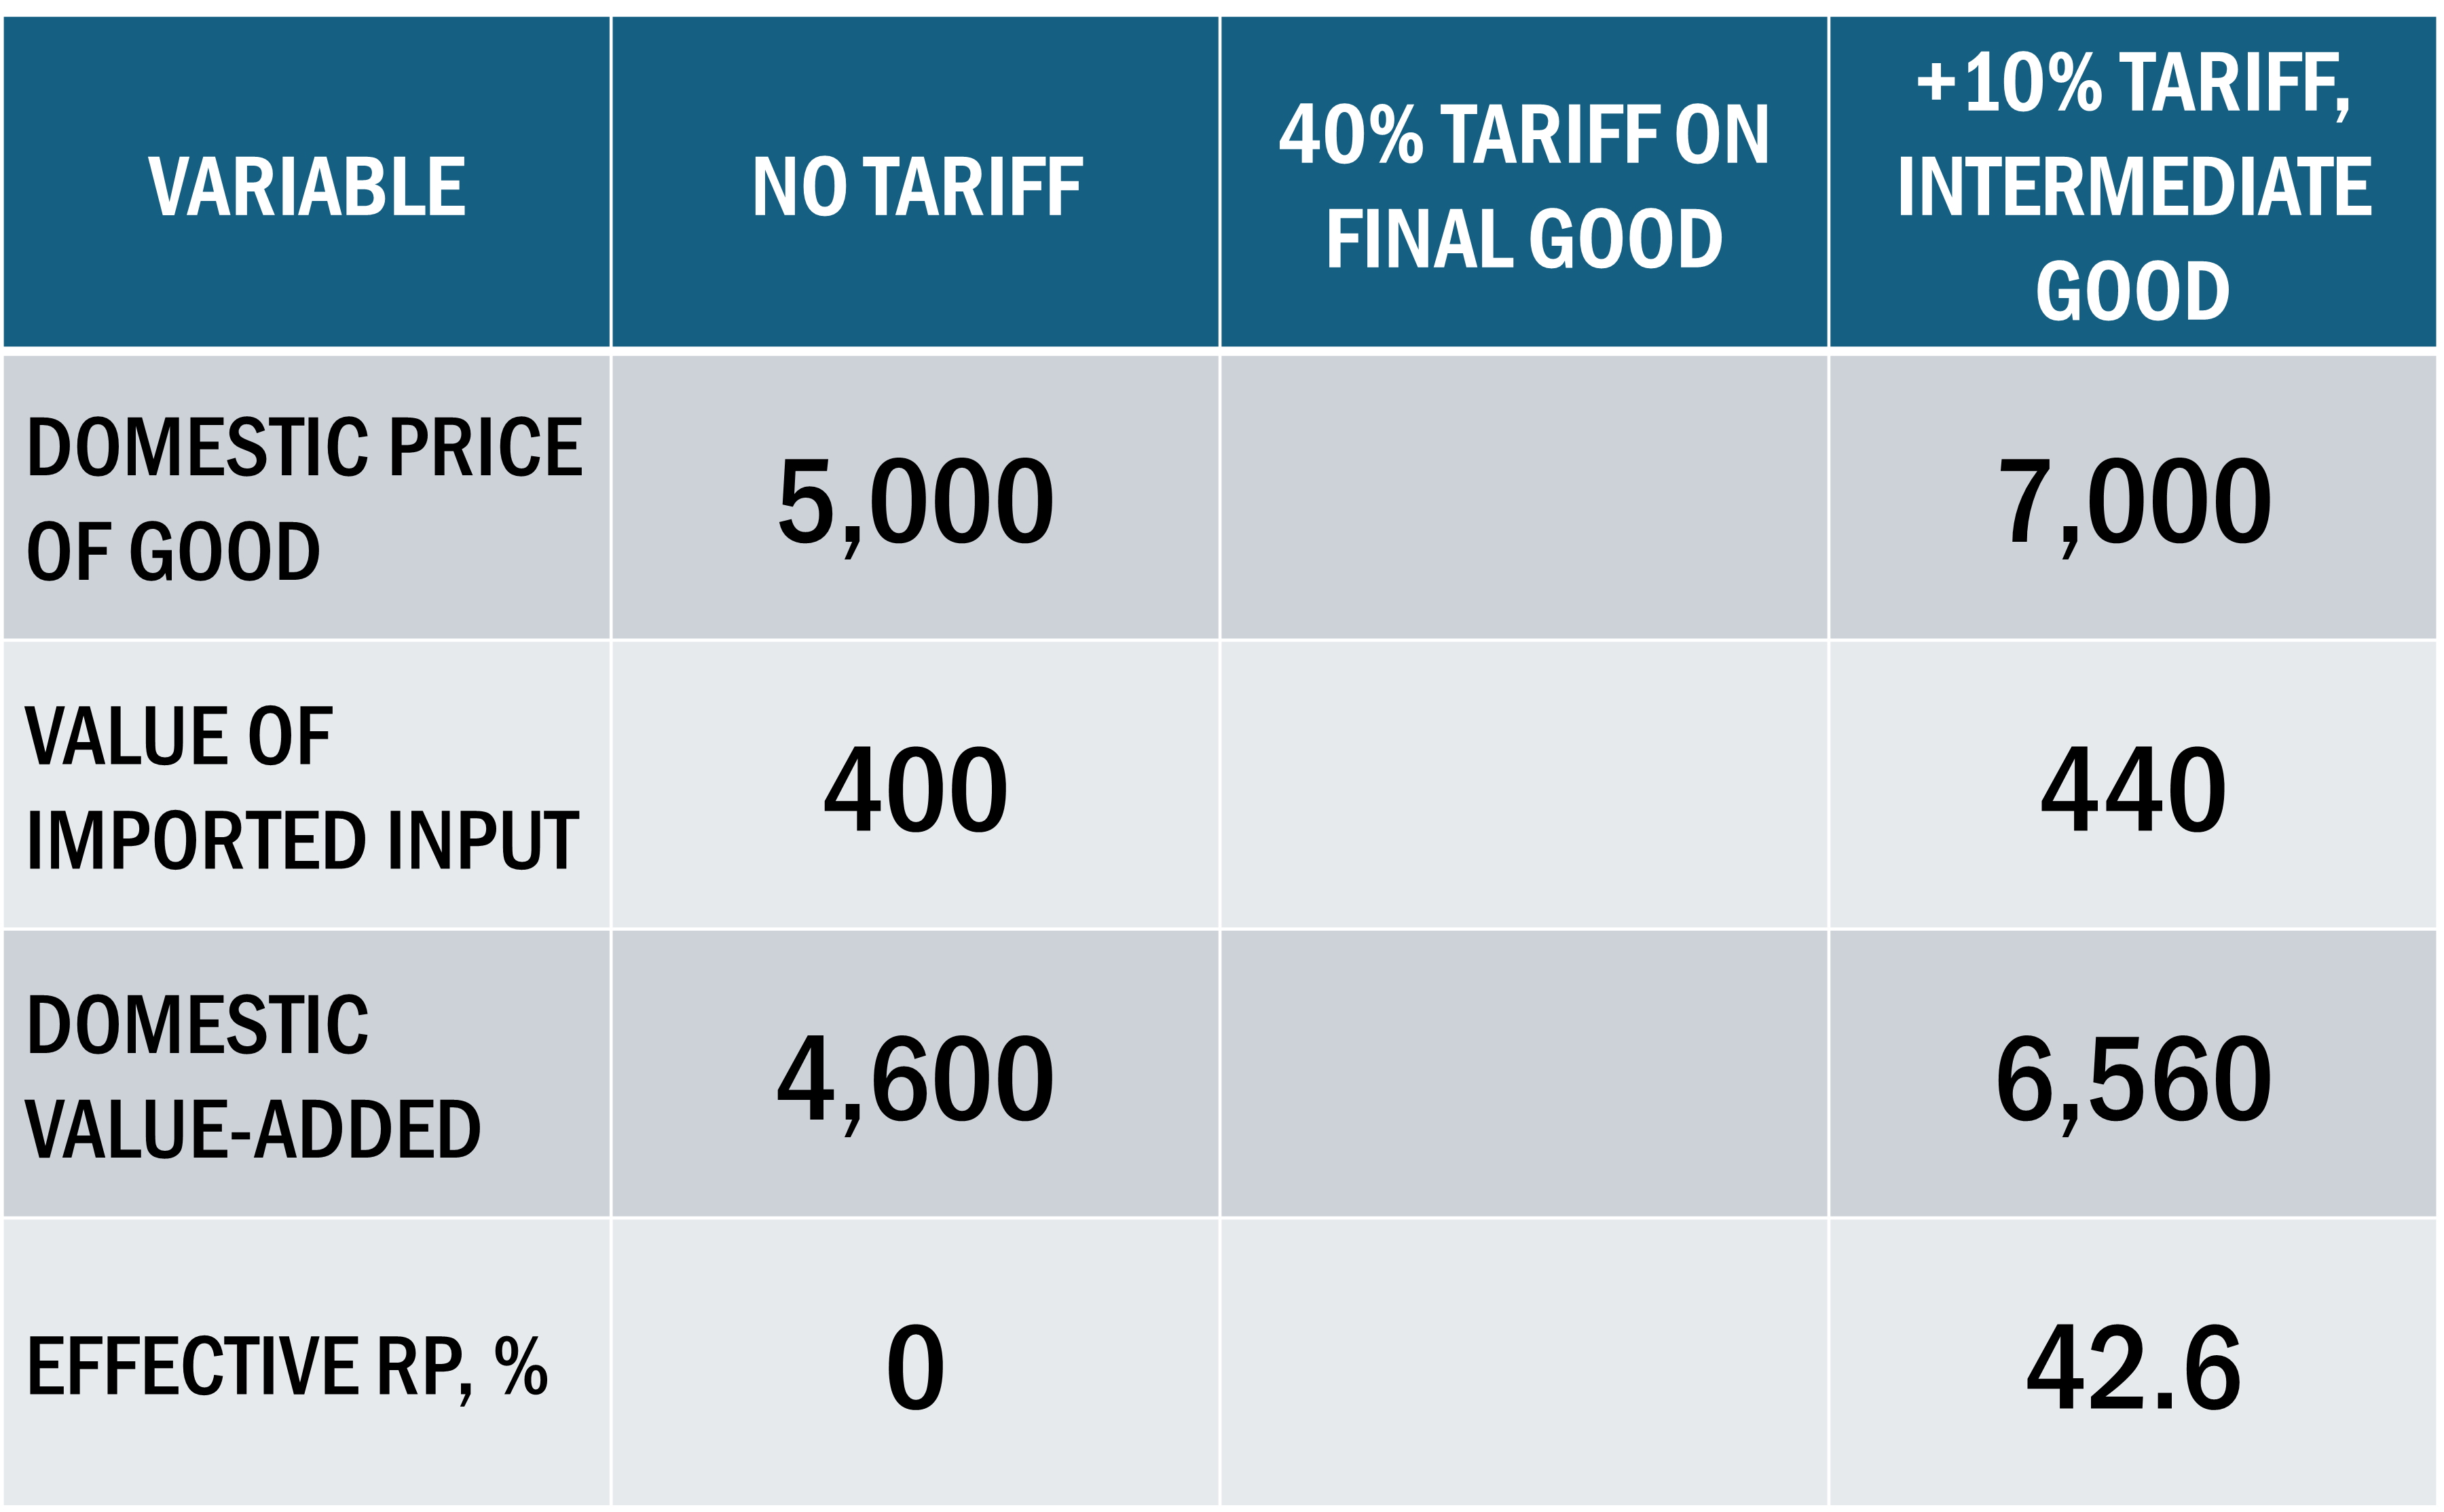 VARIABLE
NO TARIFF
40% TARIFF ON
FINAL GOOD
+10% TARIFF,
INTERMEDIATE
GOOD
DOMESTIC PRICE
OF GOOD
5,000
7,000
VALUE OF
IMPORTED INPUT
400
440
DOMESTIC
VALUE-ADDED
4,600
6,560
EFFECTIVE RP, %
0
42.6